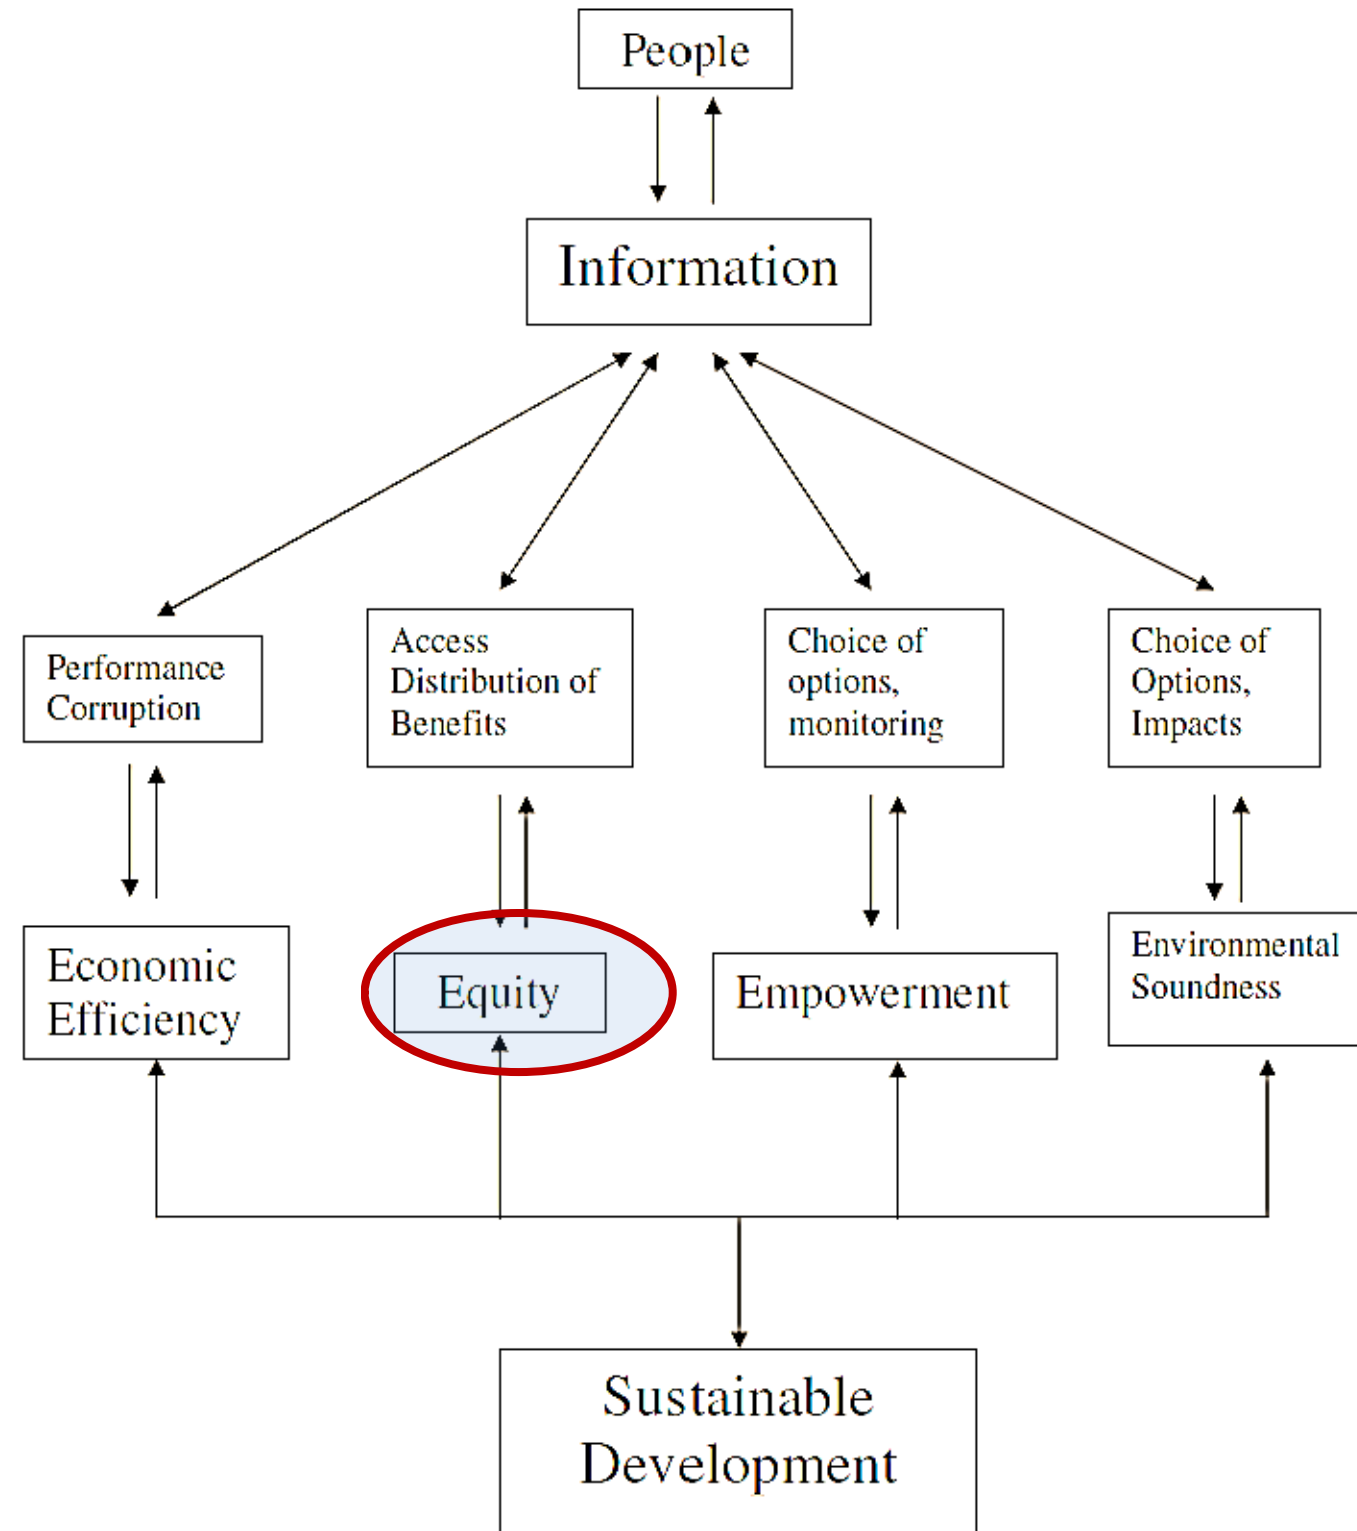 People
Information
Performance
Corruption
Access
Distribution of
Benefits
Choice of
options,
monitoring
Choice of
Options,
Impacts
Economic
Efficiency
Equity
Empowerment
Environmental
Soundness
Sustainable
Development